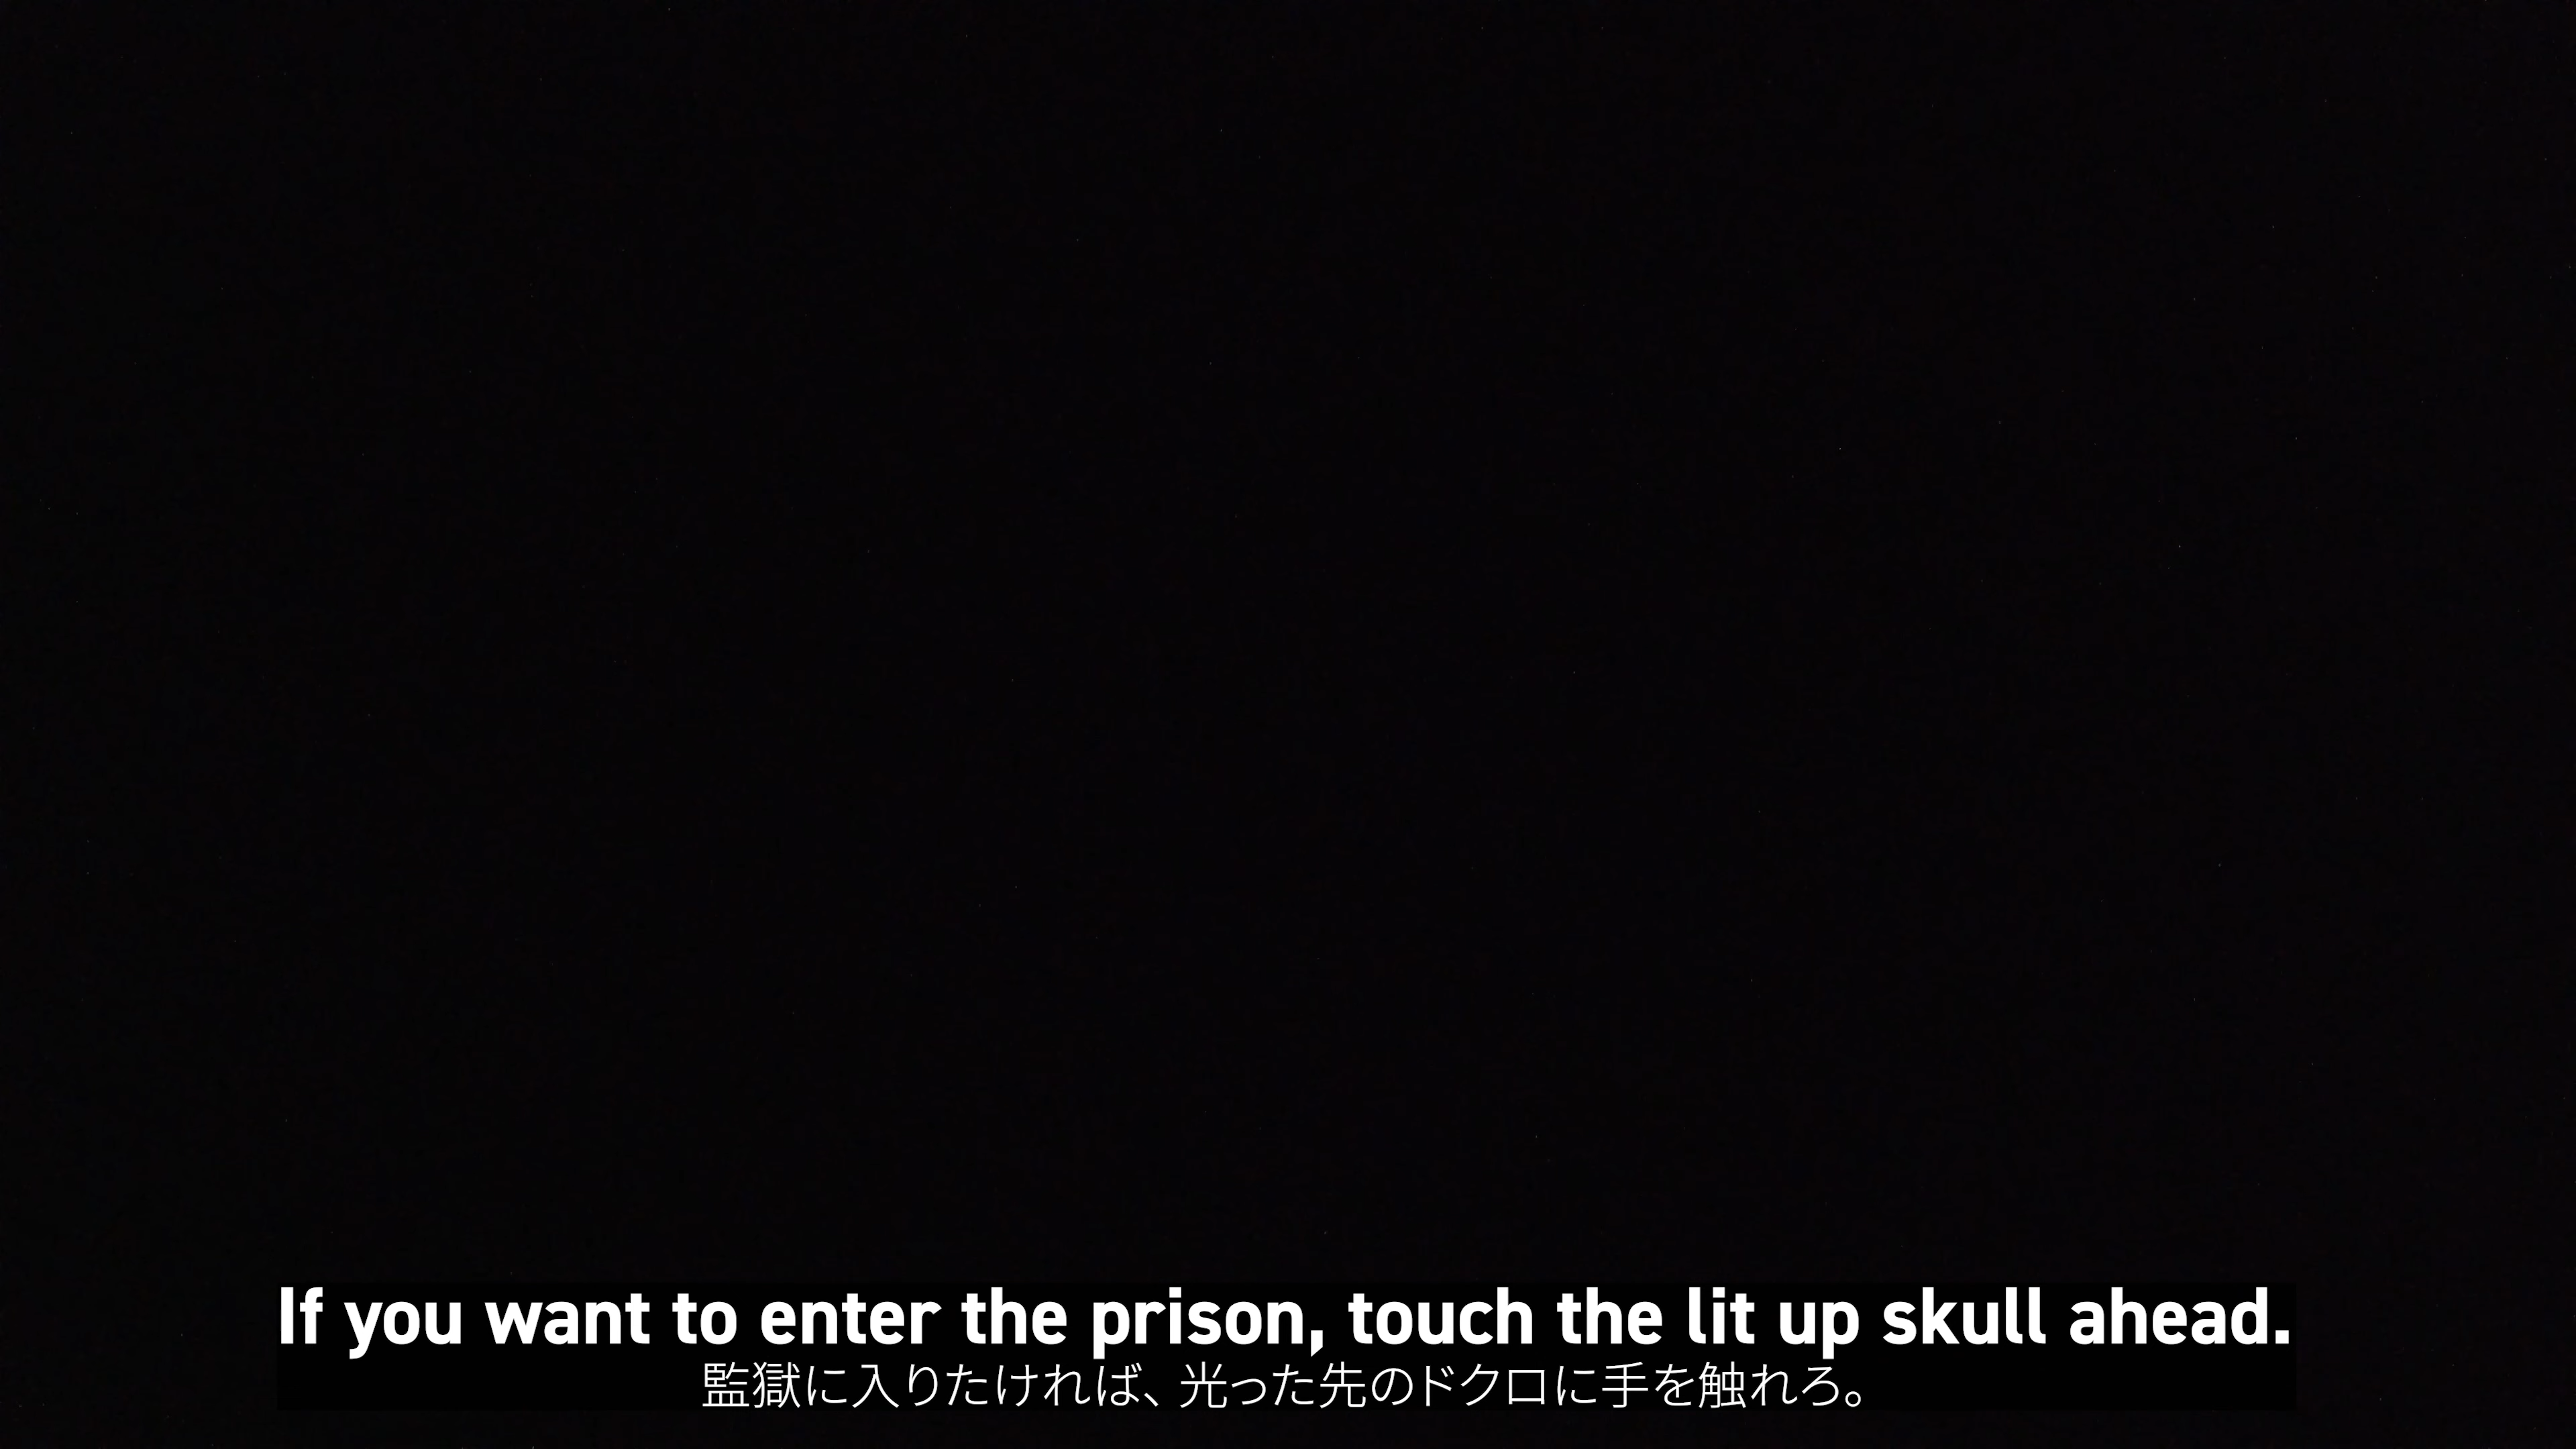 If you want to enter the prison, touch the lit up skull ahead.
監獄に入りたければ、光った先のドクロに手を触れろ。